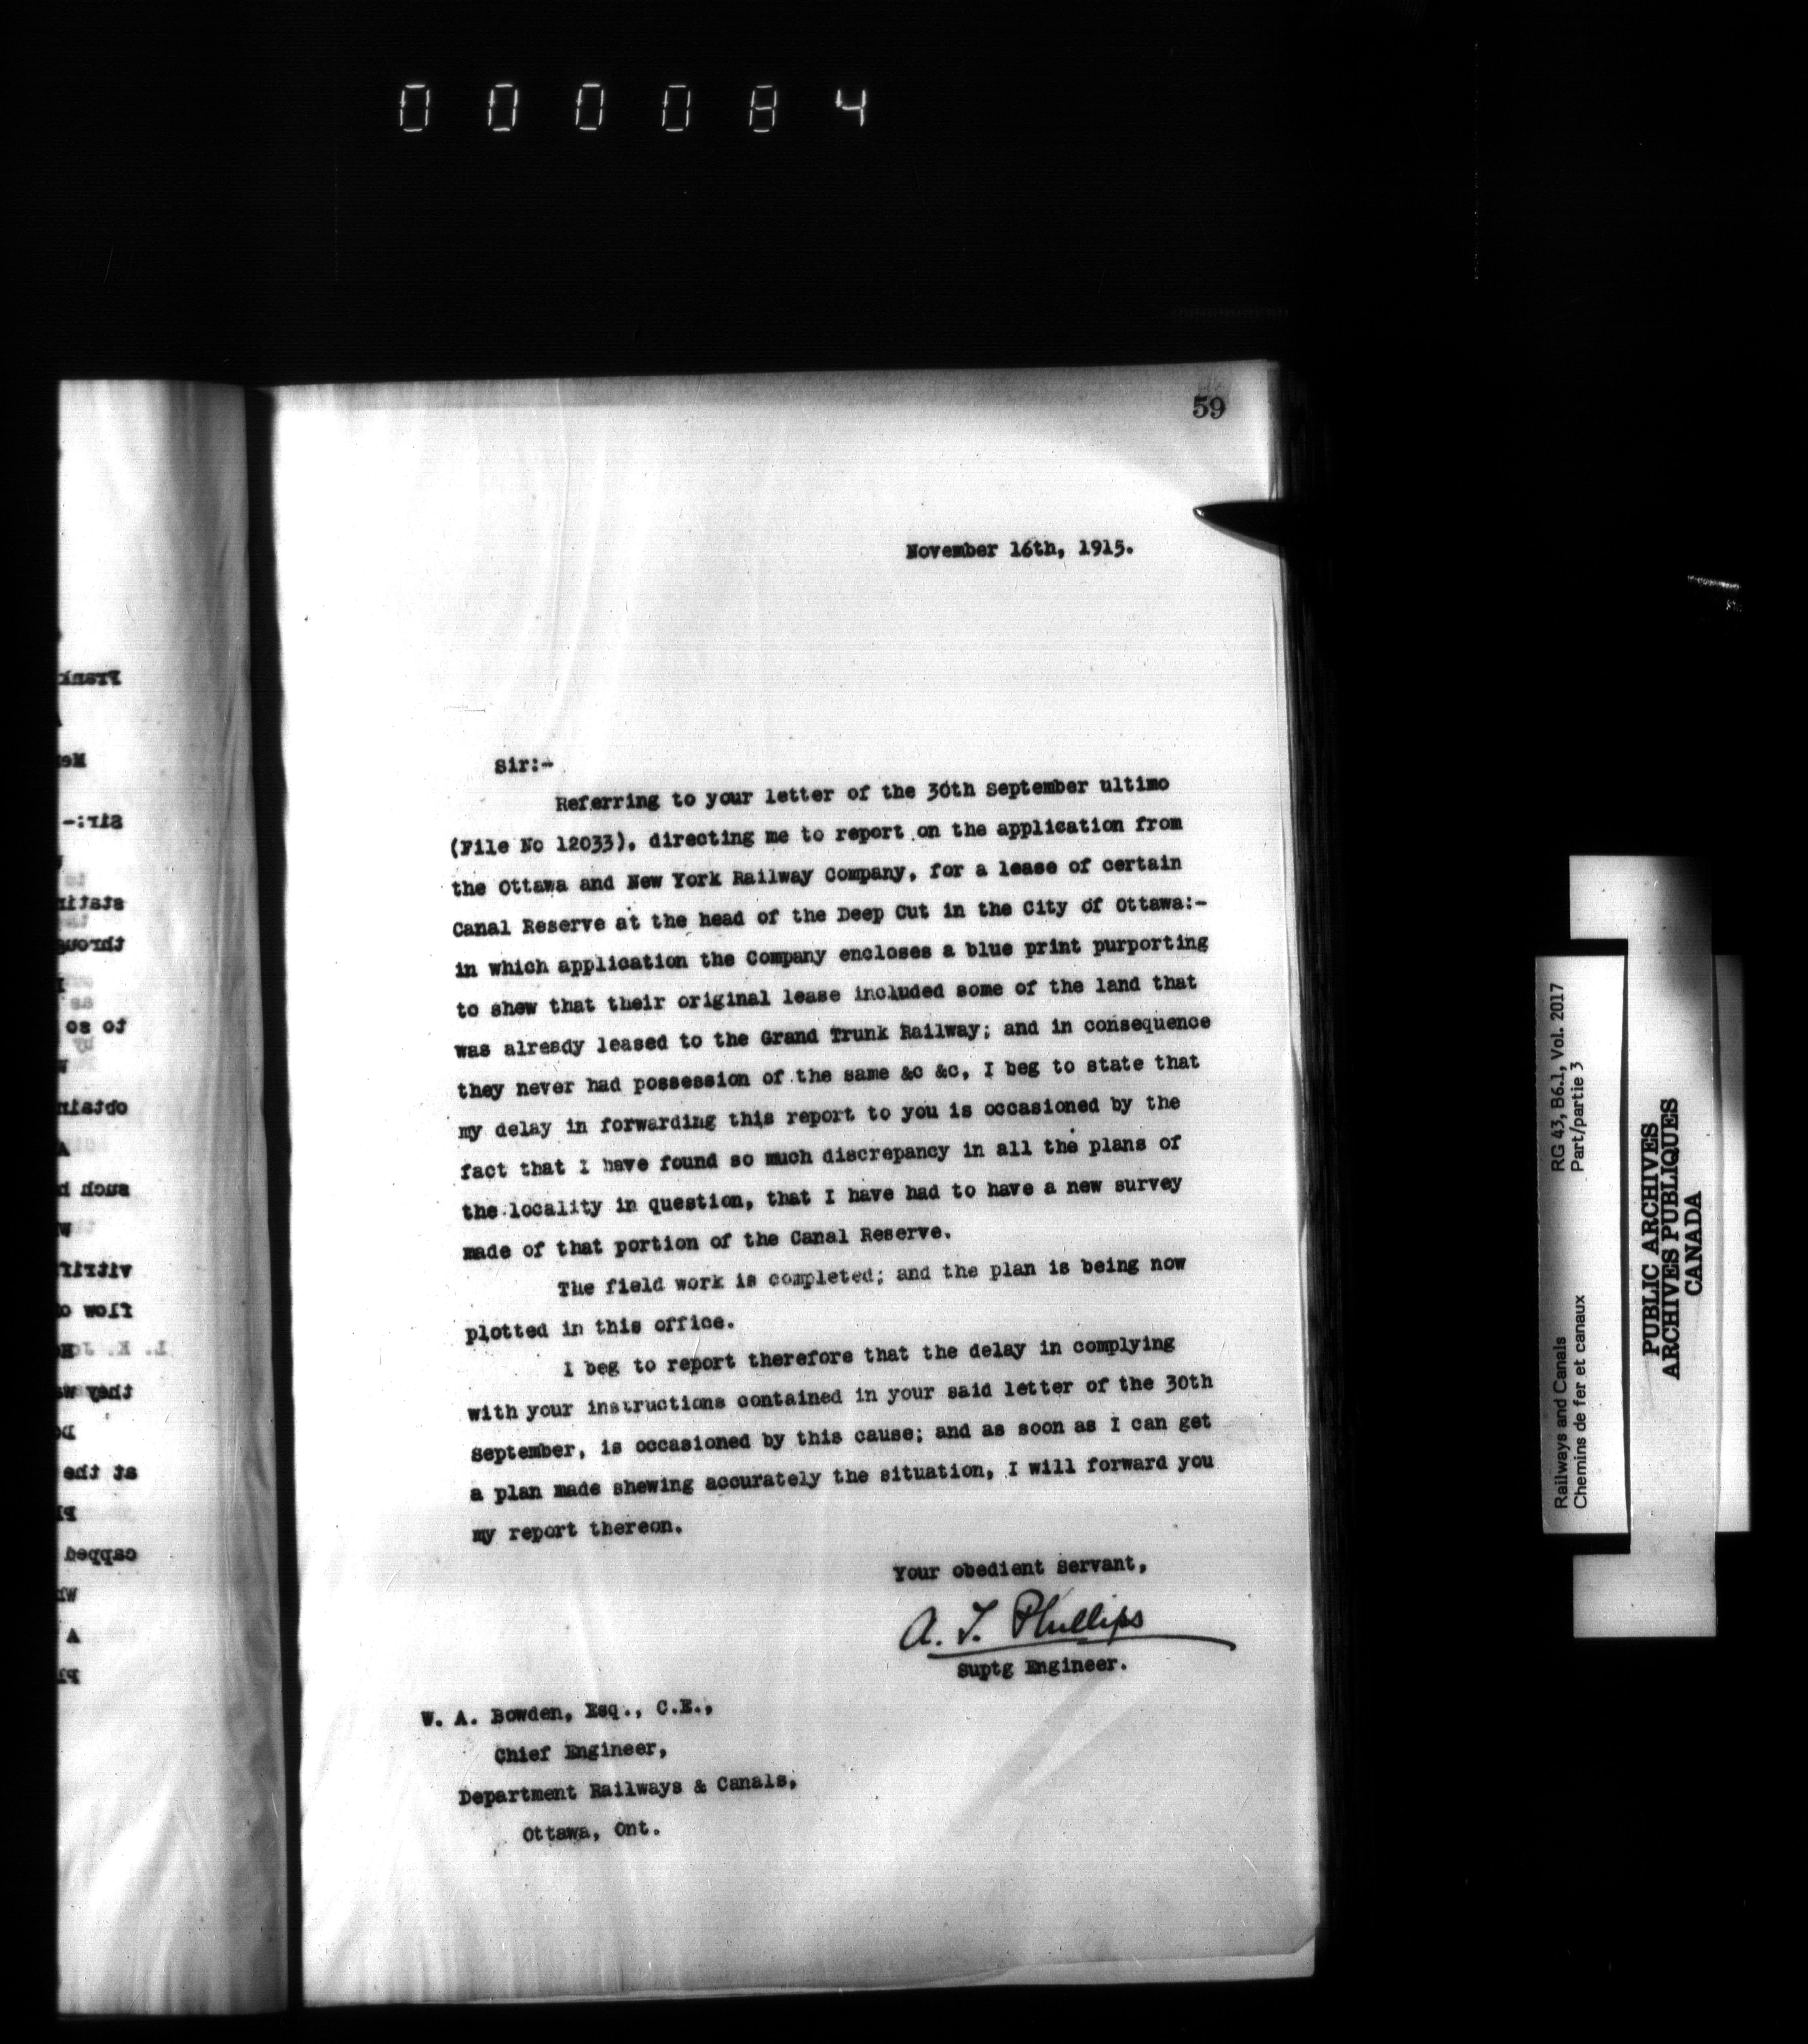 000084
59
November 16th, 1915.
Sir:-
Referring to your letter of the 30th September ultimo
(File No 12033), directing me to report on the application from
the Ottawa and New York Railway Company, for a lease of certain
Canal Reserve at the head of the Deep Cut in the City of Ottawa:-
in which application the Company encloses a blue print purporting
to shew that their original lease included some of the land that
was already leased to the Grand Trunk Railway; and in consequence
they never had possession of the same &c &c, I beg to state that
my delay in forwarding this report to you is occasioned by the
fact that I have found so much discrepancy in all the plans of
the locality in question, that I have had to have a new survey
made of that portion of the Canal Reserve.
The field work is completed; and the plan is being now
plotted in this office.
I beg to report therefore that the delay in complying
with your instructions contained in your said letter of the 30th
September, is occasioned by this cause; and as soon as I can get
a plan made shewing accurately the situation, I will forward you
my report thereon.
Your obedient servant,
A. T. Phillips
Suptg Engineer.
W. A. Bowden, Esq., C.E.,
Chief Engineer,
Department Railways & Canals,
Ottawa, Ont.
Railways and Canals RG 43, B6.1, Vol. 2017
Chemins de fer et canaux Part/partie 3
PUBLIC ARCHIVES
ARCHIVES PUBLIQUES
CANADA